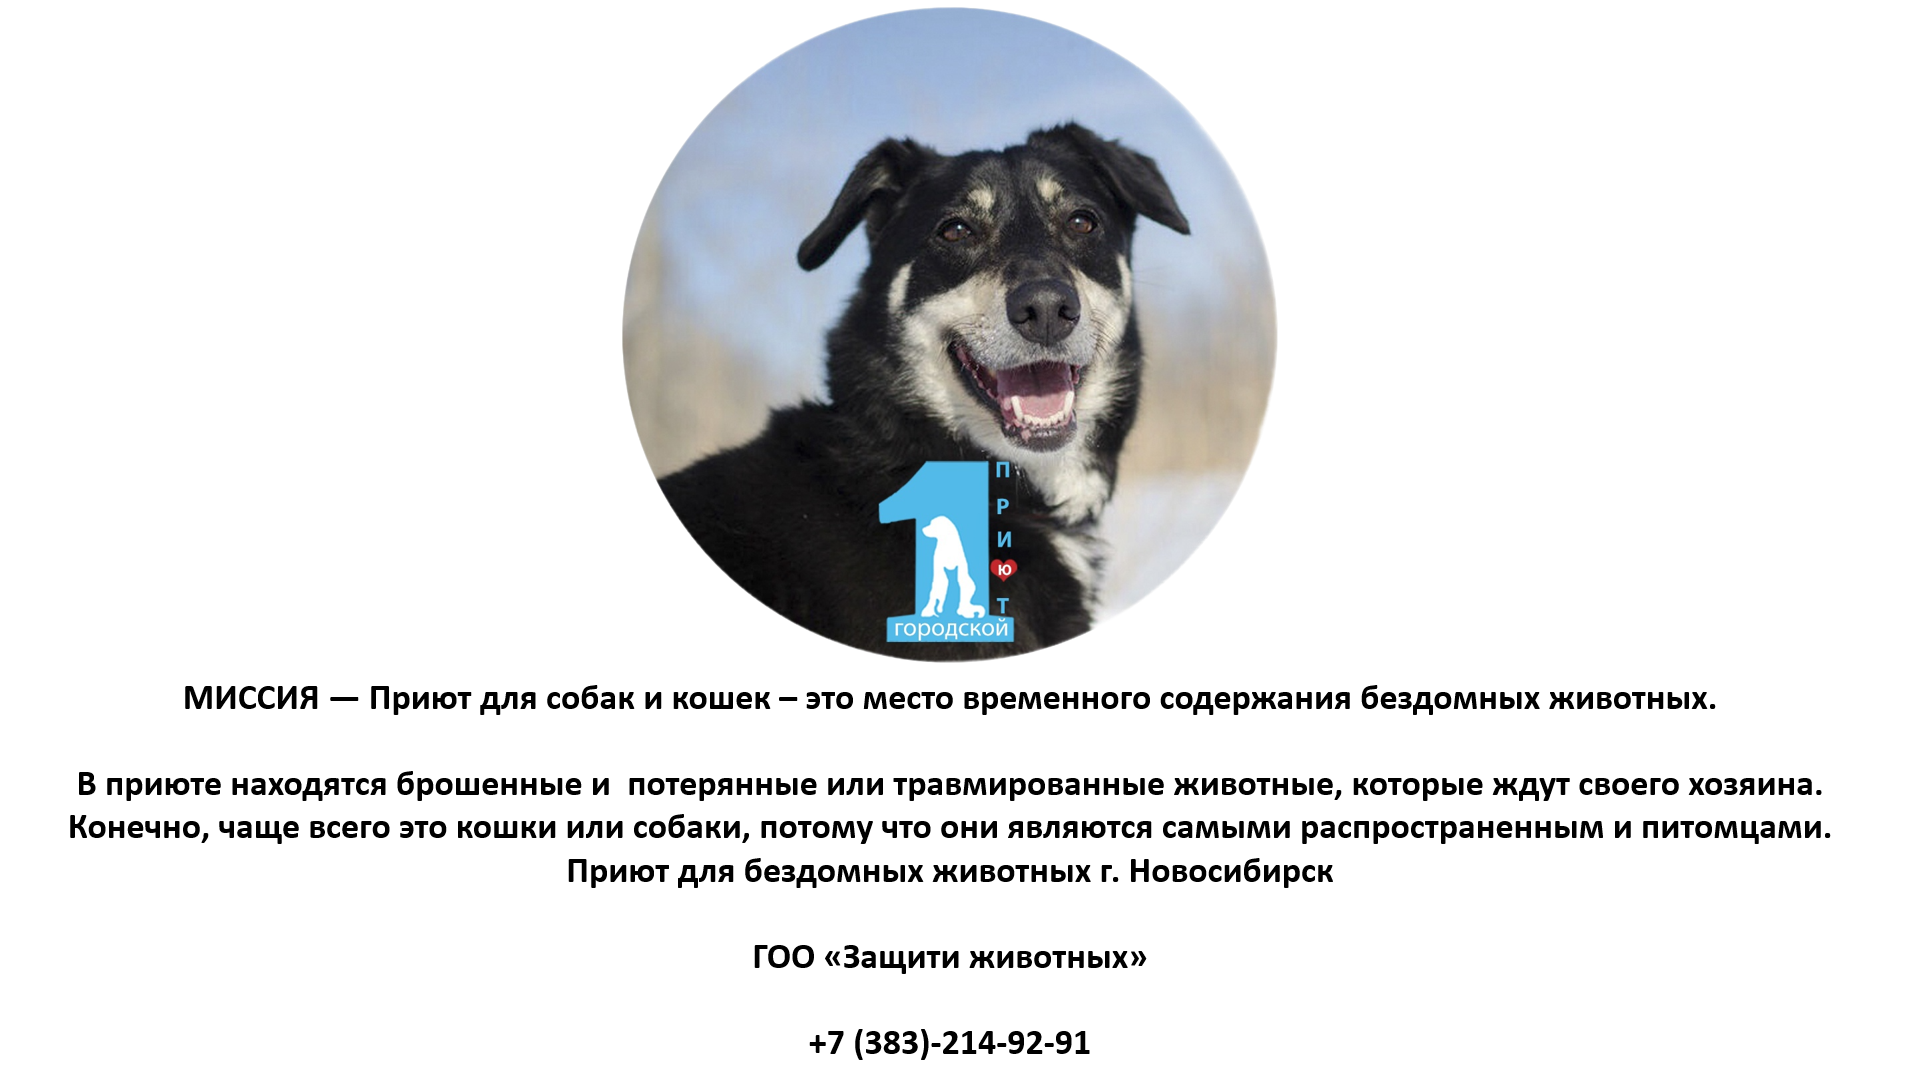 1
ПРИЮТ
городской
МИССИЯ — Приют для собак и кошек – это место временного содержания бездомных животных.
В приюте находятся брошенные и  потерянные или травмированные животные, которые ждут своего хозяина.
Конечно, чаще всего это кошки или собаки, потому что они являются самыми распространенным и питомцами.
Приют для бездомных животных г. Новосибирск
ГОО «Защити животных»
+7 (383)-214-92-91